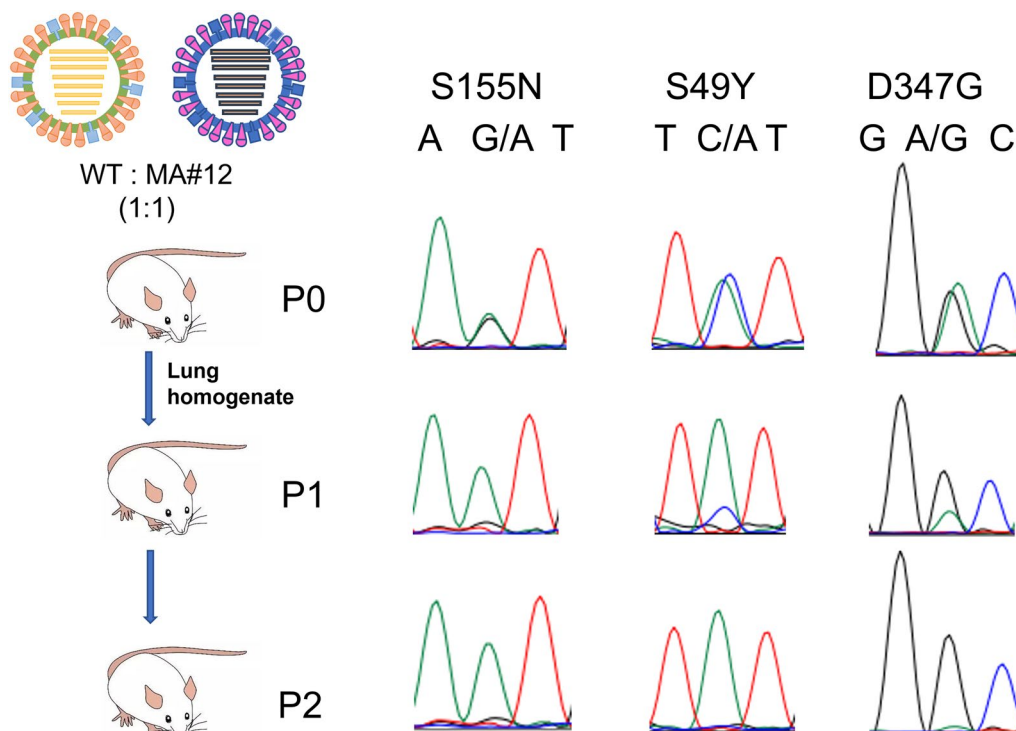 WT : MA#12
(1:1)
S155N S49Y D347G
A G/A T T C/A T G A/G C
P0
Lung
homogenate
P1
P2